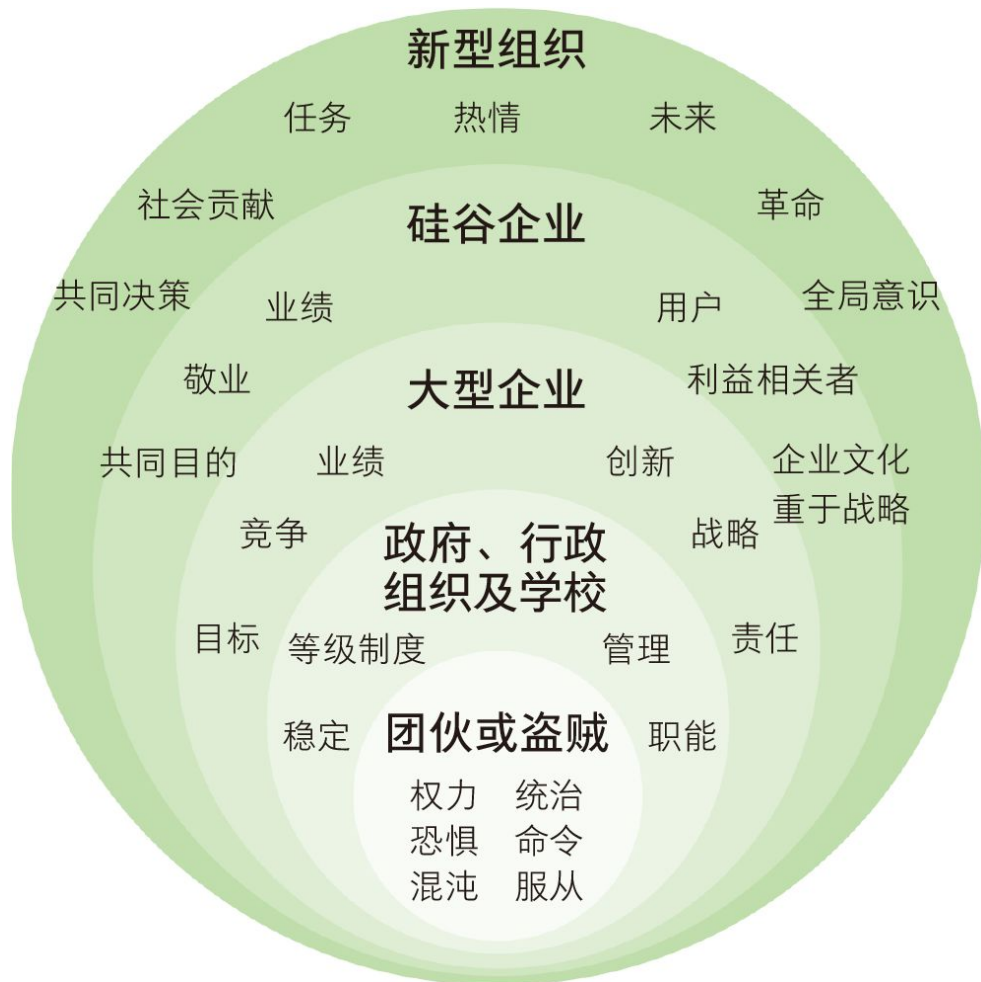 新型组织
任务 热情 未来
社会贡献 革命
硅谷企业
共同决策 业绩 用户 全局意识
敬业 大型企业 利益相关者
共同目的 业绩 创新 企业文化
重于战略
竞争 政府、行政 战略
组织及学校
目标 等级制度 管理 责任
稳定 团伙或盗贼 职能
权力 统治
恐惧 命令
混沌 服从